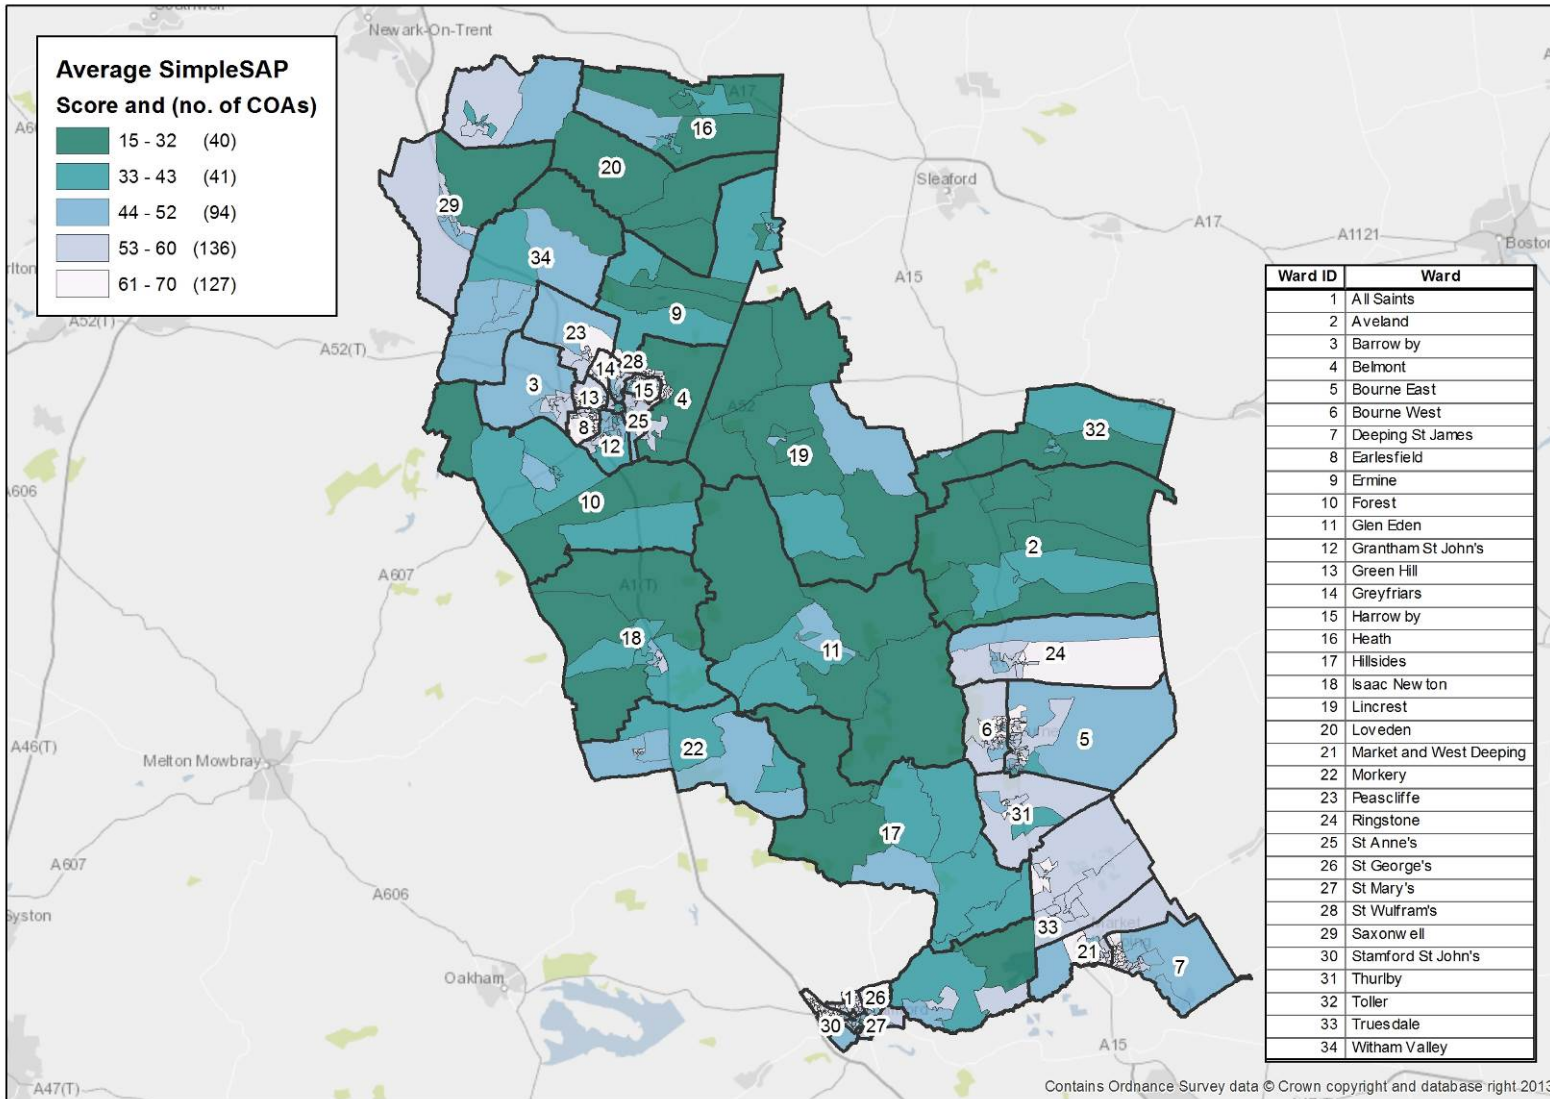 Southwell
Newark-On-Trent
Average SimpleSAP
Score and (no. of COAs)
15 - 32 (40)
33 - 43 (41)
44 - 52 (94)
53 - 60 (136)
61 - 70 (127)
A17
16
20
Sleaford
29
A17
A1121
Boston
34
A15
A52(T)
9
A52(T)
23
28
14
3
15
13
4
A52
A52
25
8
12
32
19
A606
10
2
A607
A1(T)
18
11
24
6
5
A46(T)
Melton Mowbray
22
31
17
A607
A606
Syston
33
Market
21
7
Oakham
1
26
30
27
A15
A47(T)
Ward ID Ward
1 All Saints
2 Aveland
3 Barrowby
4 Belmont
5 Bourne East
6 Bourne West
7 Deeping St James
8 Earlesfield
9 Ermine
10 Forest
11 Glen Eden
12 Grantham St John's
13 Green Hill
14 Greyfriars
15 Harrowby
16 Heath
17 Hillsides
18 Isaac Newton
19 Lincrest
20 Loveden
21 Market and West Deeping
22 Morkery
23 Peascliffe
24 Ringstone
25 St Anne's
26 St George's
27 St Mary's
28 St Wulfram's
29 Saxonwell
30 Stamford St John's
31 Thurlby
32 Toller
33 Truesdale
34 Witham Valley
Contains Ordnance Survey data © Crown copyright and database right 2013